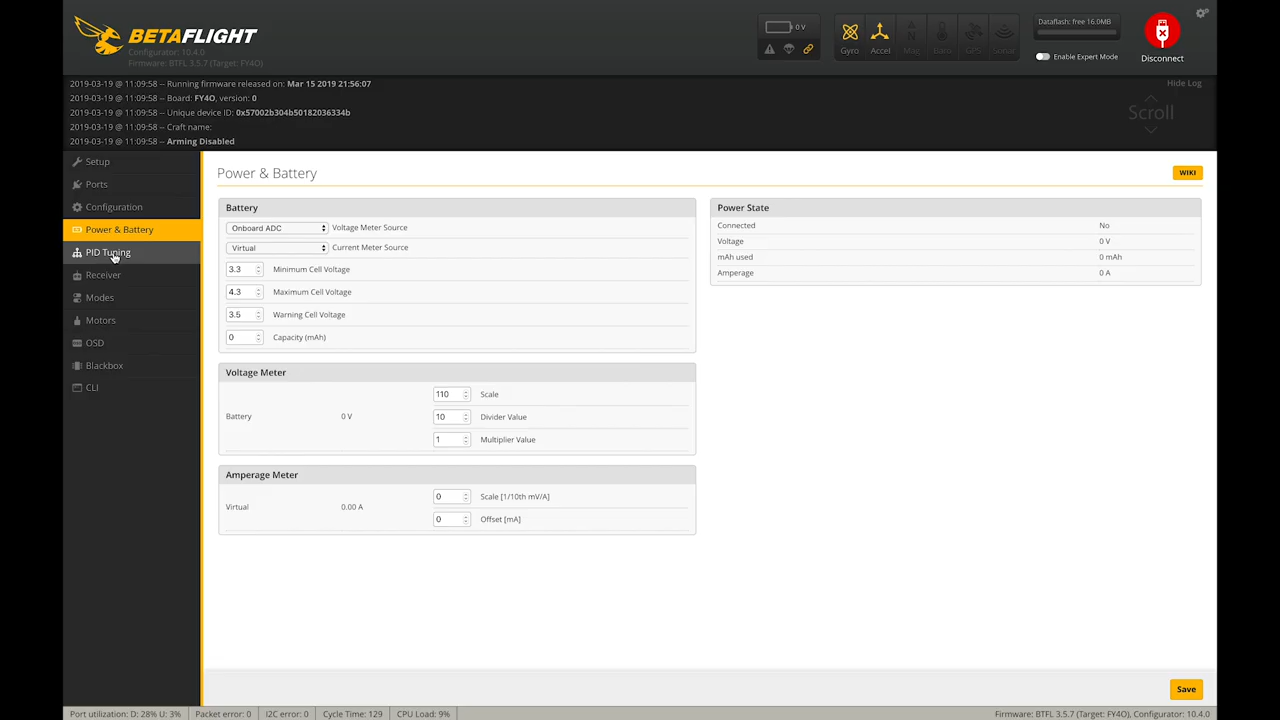 BETAFLIGHT
Configurator: 10.4.0
Firmware: BTFL 3.5.7 (Target: FY4O)
0 V
Gyro
Accel
Mag
Baro
GPS
Sonar
Dataflash: free 16.0MB
Enable Expert Mode
Disconnect
2019-03-19 @ 11:09:58 -- Running firmware released on: Mar 15 2019 21:56:07
2019-03-19 @ 11:09:58 -- Board: FY4O, version: 0
2019-03-19 @ 11:09:58 -- Unique device ID: 0x57002b304b50182036334b
2019-03-19 @ 11:09:58 -- Craft name:
2019-03-19 @ 11:09:58 -- Arming Disabled
Hide Log
Scroll
Setup
Ports
Configuration
Power & Battery
PID Tuning
Receiver
Modes
Motors
OSD
Blackbox
CLI
Power & Battery
WIKI
Battery
Onboard ADC Voltage Meter Source
Virtual Current Meter Source
3.3 Minimum Cell Voltage
4.3 Maximum Cell Voltage
3.5 Warning Cell Voltage
0 Capacity (mAh)
Power State
Connected No
Voltage 0 V
mAh used 0 mAh
Amperage 0 A
Voltage Meter
Battery 0 V
110 Scale
10 Divider Value
1 Multiplier Value
Amperage Meter
Virtual 0.00 A
0 Scale [1/10th mV/A]
0 Offset [mA]
Save
Port utilization: D: 28% U: 3% Packet error: 0 I2C error: 0 Cycle Time: 129 CPU Load: 9% Firmware: BTFL 3.5.7 (Target: FY4O), Configurator: 10.4.0